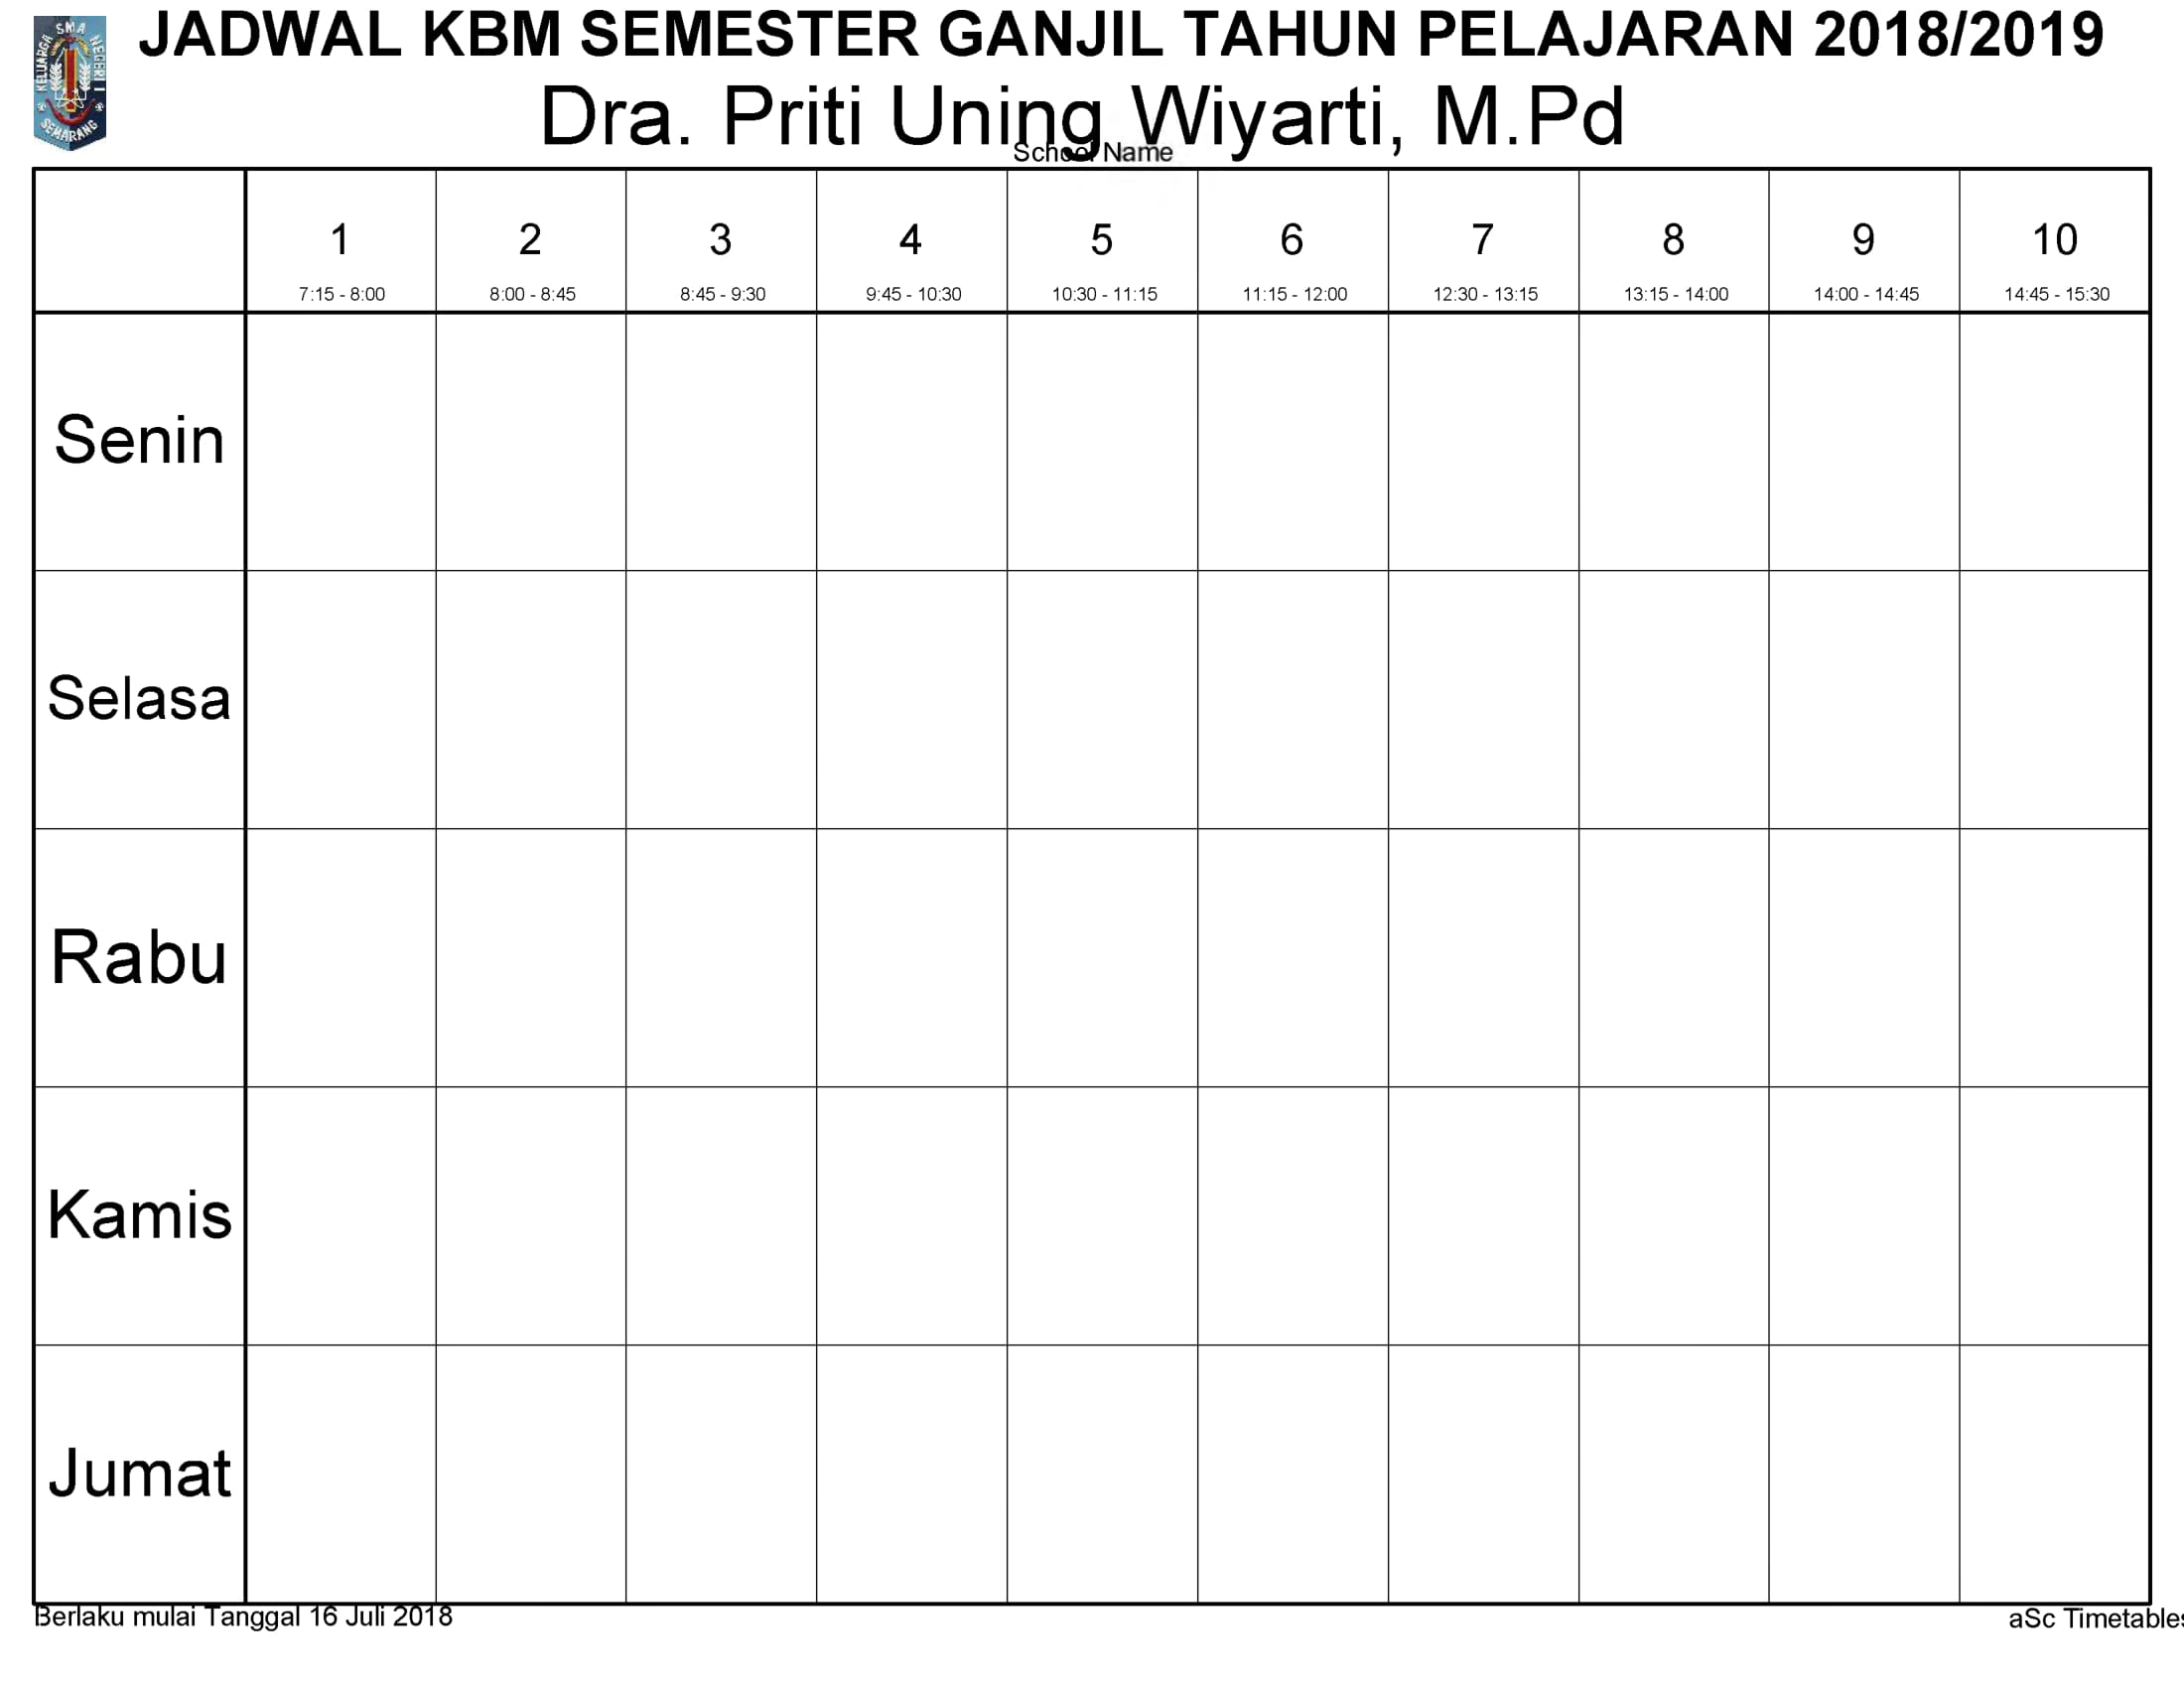 KELUARGA SMA NEGERI 1
SEMARANG
JADWAL KBM SEMESTER GANJIL TAHUN PELAJARAN 2018/2019
Dra. Priti Uning Wiyarti, M.Pd
School Name
1 2 3 4 5 6 7 8 9 10
7:15 - 8:00 8:00 - 8:45 8:45 - 9:30 9:45 - 10:30 10:30 - 11:15 11:15 - 12:00 12:30 - 13:15 13:15 - 14:00 14:00 - 14:45 14:45 - 15:30
Senin
Selasa
Rabu
Kamis
Jumat
Berlaku mulai Tanggal 16 Juli 2018
aSc Timetables